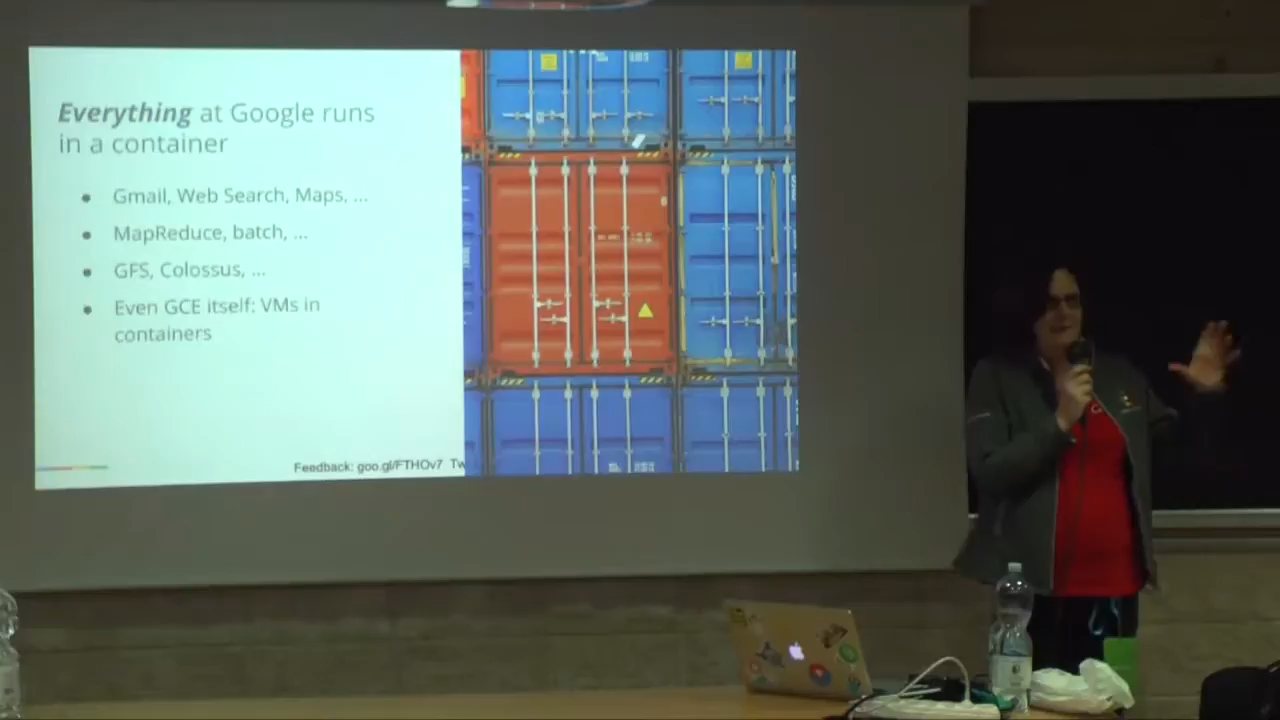 Everything at Google runs
in a container
● Gmail, Web Search, Maps, ...
● MapReduce, batch, ...
● GFS, Colossus, ...
● Even GCE itself: VMs in
containers
Feedback: goo.gl/FTHOv7 Tw